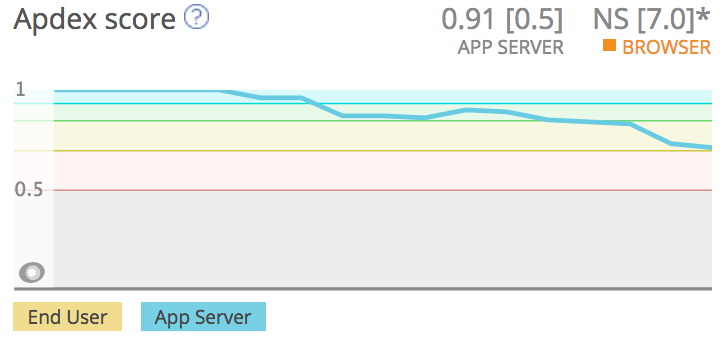 Apdex score ?
0.91 [0.5]
APP SERVER
NS [7.0]*
BROWSER
1
0.5
End User
App Server